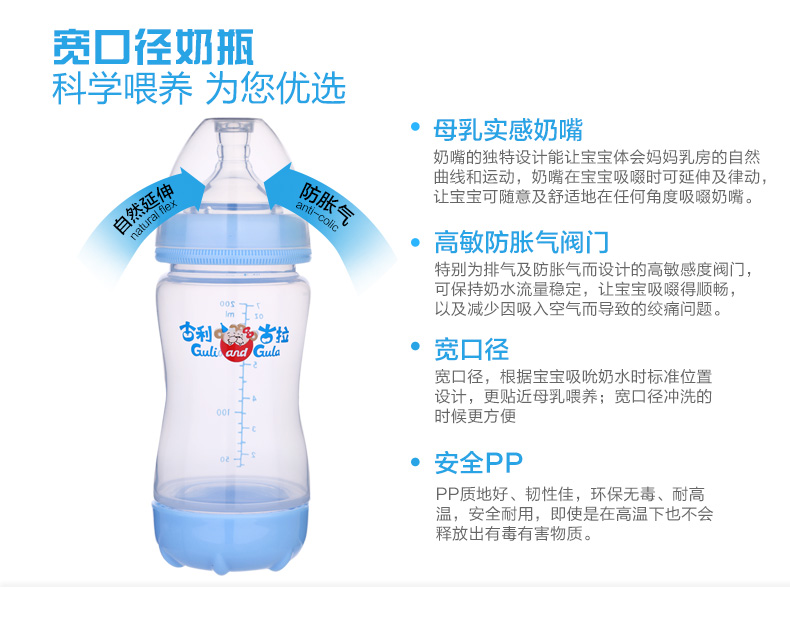 宽口径奶瓶
科学喂养 为您优选
自然延伸
natural flex
防胀气
anti-colic
200
ml
7
oz
古利 古拉
Guli and Gula
5
4
100
3
2
50
母乳实感奶嘴
奶嘴的独特设计能让宝宝体会妈妈乳房的自然
曲线和运动，奶嘴在宝宝吸啜时可延伸及律动，
让宝宝可随意及舒适地在任何角度吸啜奶嘴。
高敏防胀气阀门
特别为排气及防胀气而设计的高敏感度阀门，
可保持奶水流量稳定，让宝宝吸啜得顺畅，
以及减少因吸入空气而导致的绞痛问题。
宽口径
宽口径，根据宝宝吸吮奶水时标准位置
设计，更贴近母乳喂养；宽口径冲洗的
时候更方便
安全PP
PP质地好、韧性佳，环保无毒、耐高
温，安全耐用，即使是在高温下也不会
释放出有毒有害物质。